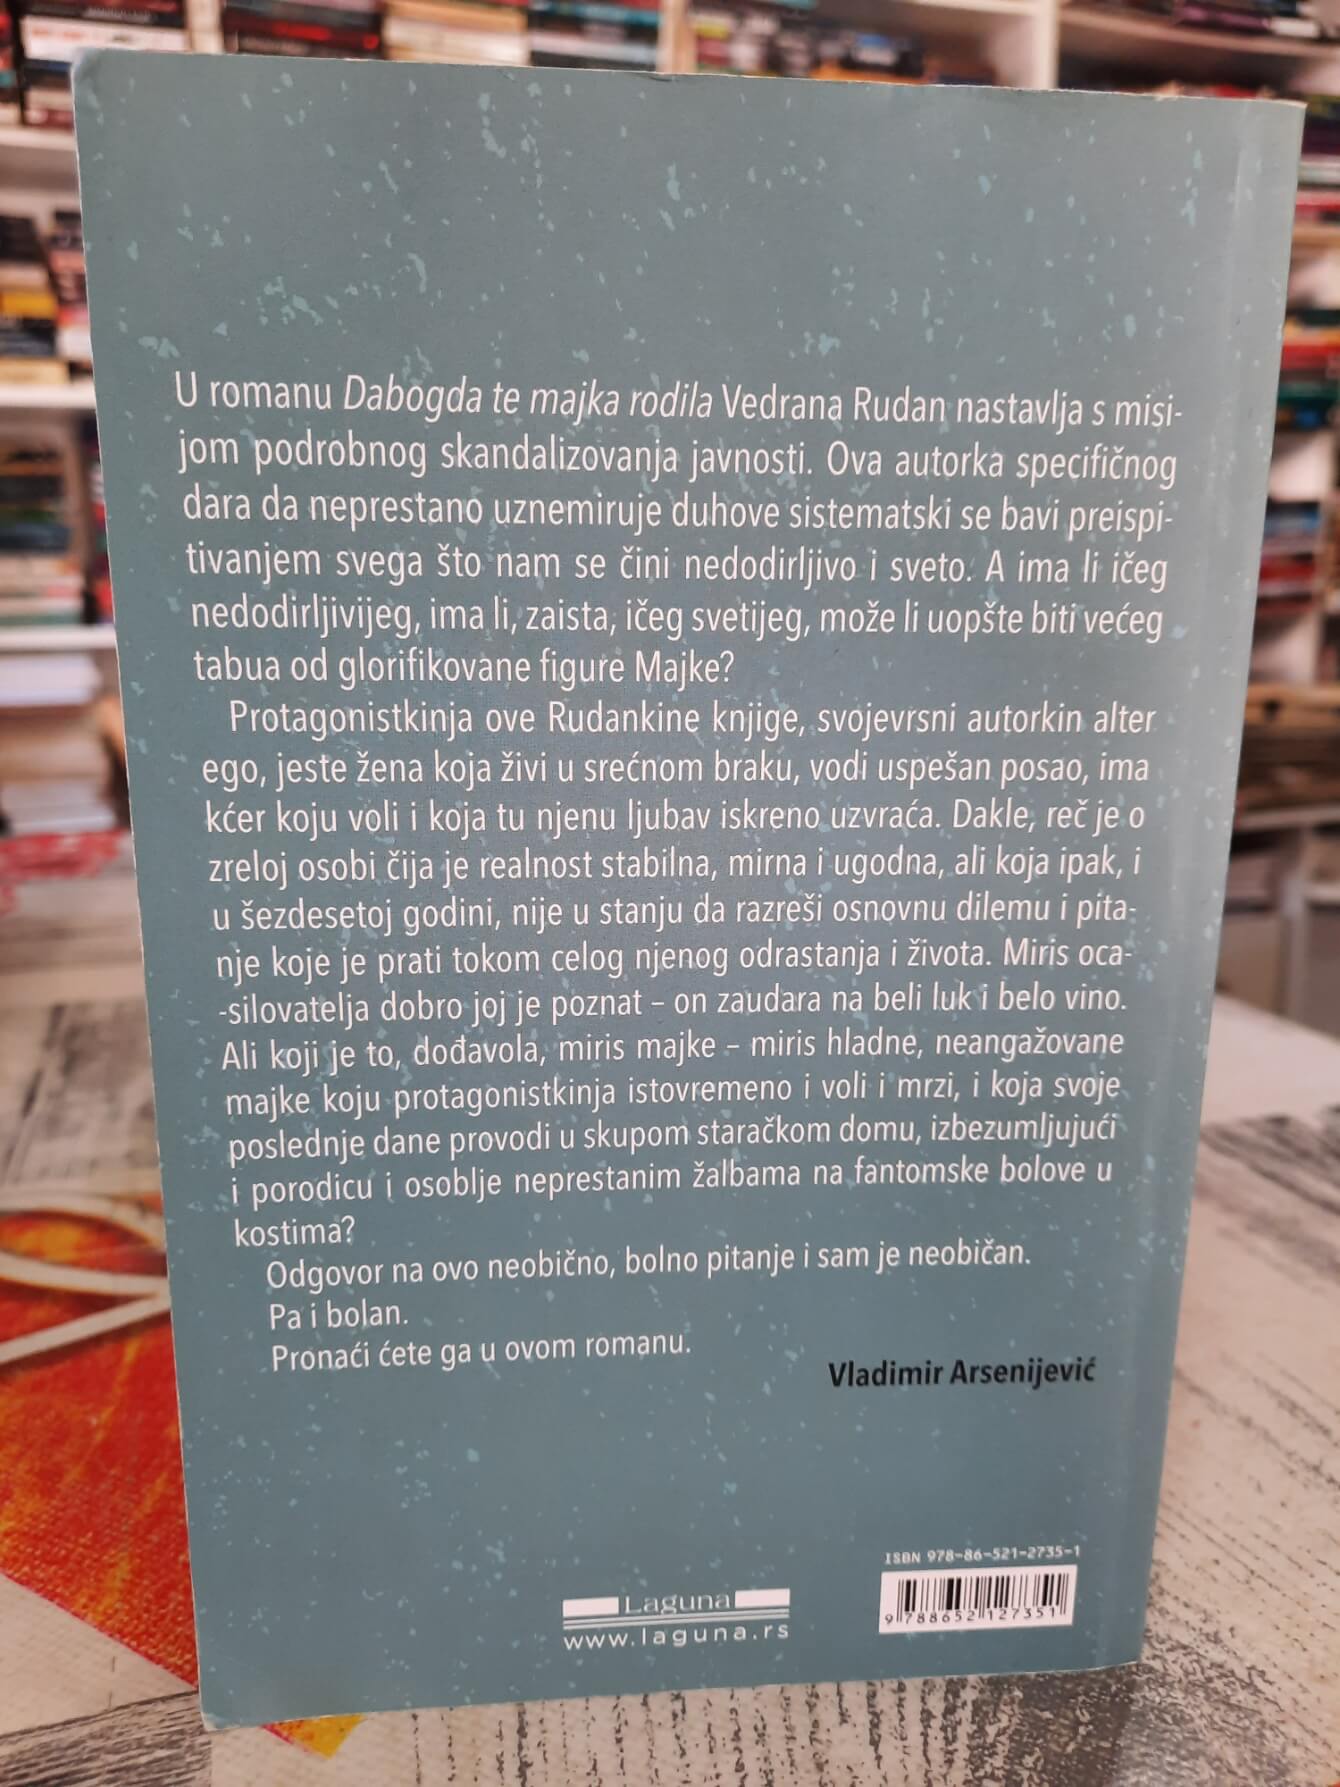 U romanu Dabogda te majka rodila Vedrana Rudan nastavlja s misi-
jom podrobnog skandalizovanja javnosti. Ova autorka specifičnog
dara da neprestano uznemiruje duhove sistematski se bavi preispi-
tivanjem svega što nam se čini nedodirljivo i sveto. A ima li ičeg
nedodirljivijeg, ima li, zaista, ičeg svetijeg, može li uopšte biti većeg
tabua od glorifikovane figure Majke?
Protagonistkinja ove Rudankine knjige, svojevrsni autorkin alter
ego, jeste žena koja živi u srećnom braku, vodi uspešan posao, ima
kćer koju voli i koja tu njenu ljubav iskreno uzvraća. Dakle, reč je o
zreloj osobi čija je realnost stabilna, mirna i ugodna, ali koja ipak, i
u šezdesetoj godini, nije u stanju da razreši osnovnu dilemu i pita-
nje koje je prati tokom celog njenog odrastanja i života. Miris oca-
-silovatelja dobro joj je poznat – on zaudara na beli luk i belo vino.
Ali koji je to, dođavola, miris majke – miris hladne, neangažovane
majke koju protagonistkinja istovremeno i voli i mrzi, i koja svoje
poslednje dane provodi u skupom staračkom domu, izbezumljujući
i porodicu i osoblje neprestanim žalbama na fantomske bolove u
kostima?
Odgovor na ovo neobično, bolno pitanje i sam je neobičan.
Pa i bolan.
Pronaći ćete ga u ovom romanu.
Vladimir Arsenijević
ISBN 978-86-521-2735-1
9 788652 127351
Laguna
www.laguna.rs